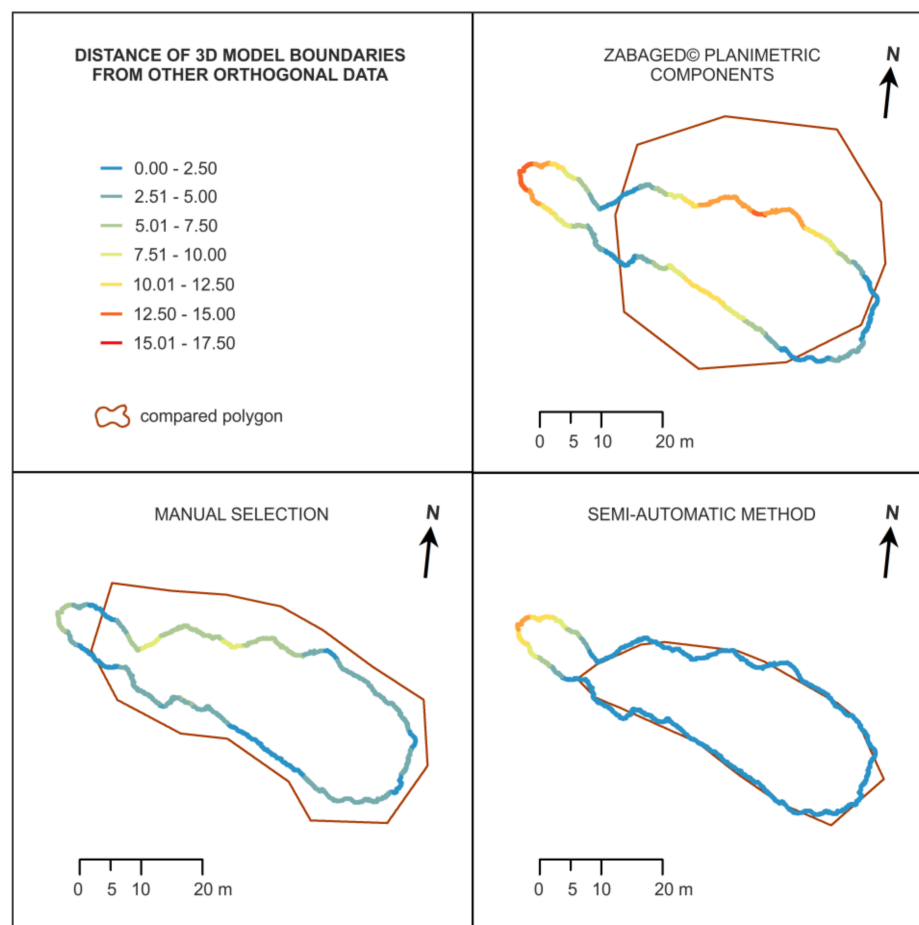 DISTANCE OF 3D MODEL BOUNDARIES
FROM OTHER ORTHOGONAL DATA
0.00 - 2.50
2.51 - 5.00
5.01 - 7.50
7.51 - 10.00
10.01 - 12.50
12.50 - 15.00
15.01 - 17.50
compared polygon
ZABAGED© PLANIMETRIC
COMPONENTS
N
0 5 10 20 m
MANUAL SELECTION
N
0 5 10 20 m
SEMI-AUTOMATIC METHOD
N
0 5 10 20 m